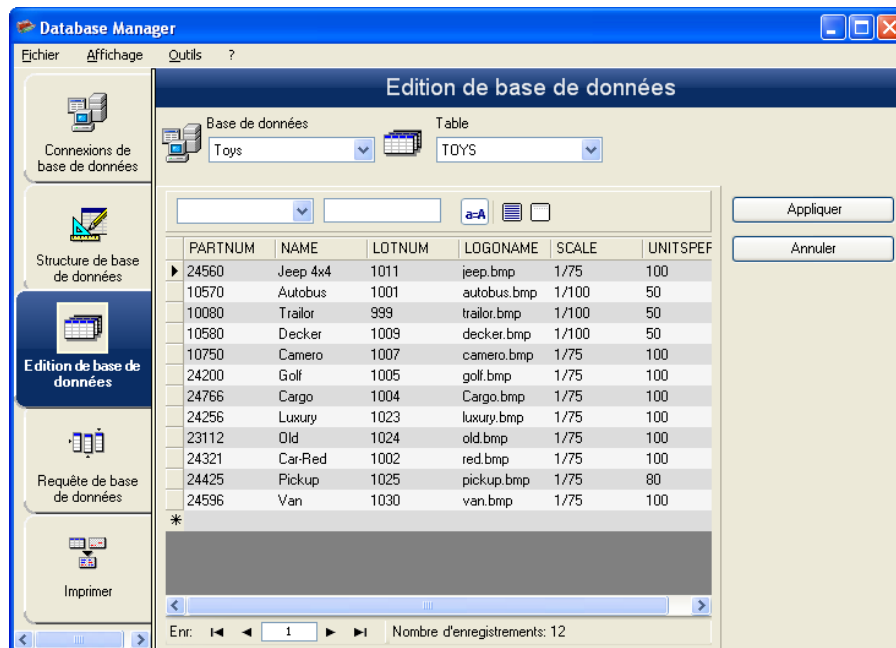 Database Manager
Fichier Affichage Outils ?
Edition de base de données
Connexions de
base de données
Structure de base
de données
Edition de base de
données
Requête de base
de données
Imprimer
Base de données
Toys
Table
TOYS
a=A
Appliquer
Annuler
PARTNUM NAME LOTNUM LOGONAME SCALE UNITSPER
24560 Jeep 4x4 1011 jeep.bmp 1/75 100
10570 Autobus 1001 autobus.bmp 1/100 50
10080 Trailor 999 trailor.bmp 1/100 50
10580 Decker 1009 decker.bmp 1/100 50
10750 Camero 1007 camero.bmp 1/75 100
24200 Golf 1005 golf.bmp 1/75 100
24766 Cargo 1004 Cargo.bmp 1/75 100
24256 Luxury 1023 luxury.bmp 1/75 100
23112 Old 1024 old.bmp 1/75 100
24321 Car-Red 1002 red.bmp 1/75 100
24425 Pickup 1025 pickup.bmp 1/75 80
24596 Van 1030 van.bmp 1/75 100
Enr: 1 Nombre d'enregistrements: 12